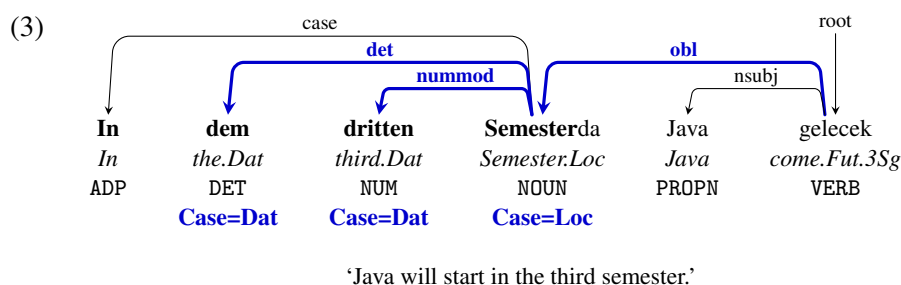 (3)
case
root
det
obl
nummod
nsubj
In dem dritten Semesterda Java gelecek
In the.Dat third.Dat Semester.Loc Java come.Fut.3Sg
ADP DET NUM NOUN PROPN VERB
Case=Dat Case=Dat Case=Loc
‘Java will start in the third semester.’